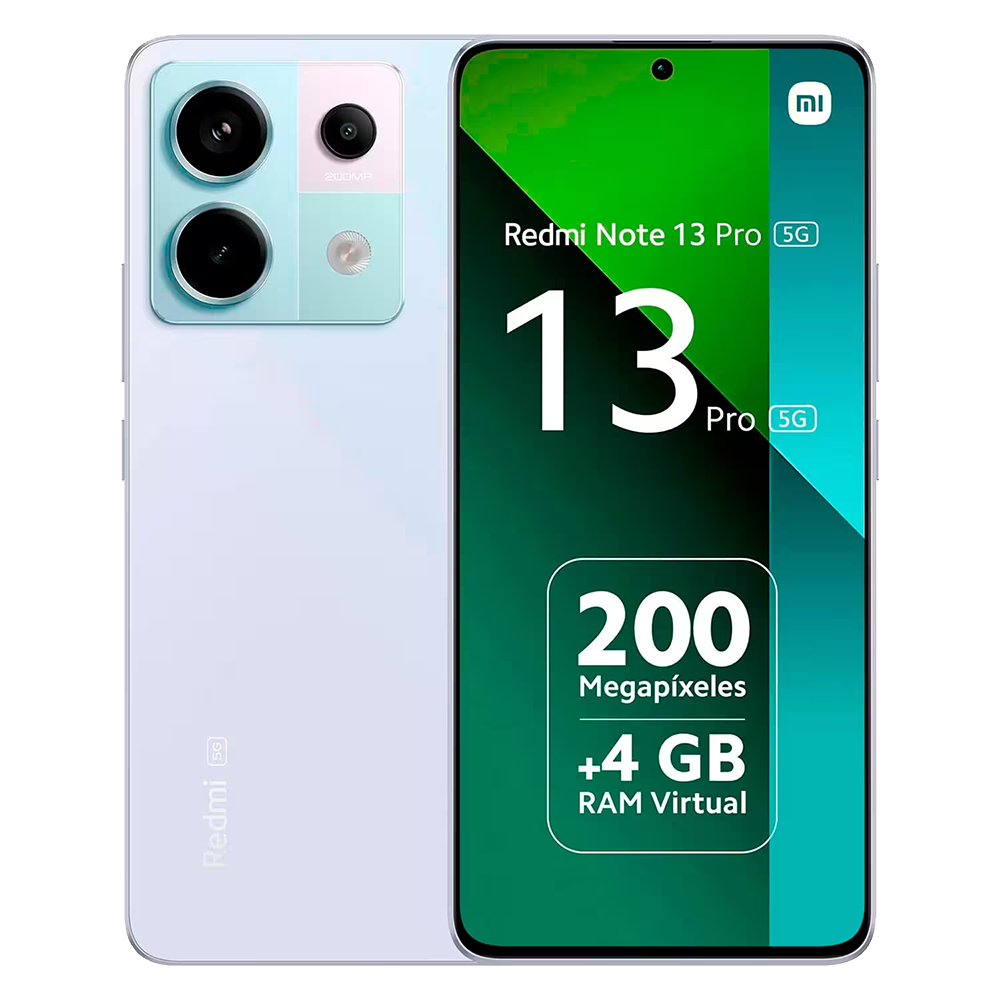 200MP
Redmi 5G
mi
Redmi Note 13 Pro 5G
13
Pro 5G
200
Megapíxeles
+4 GB
RAM Virtual